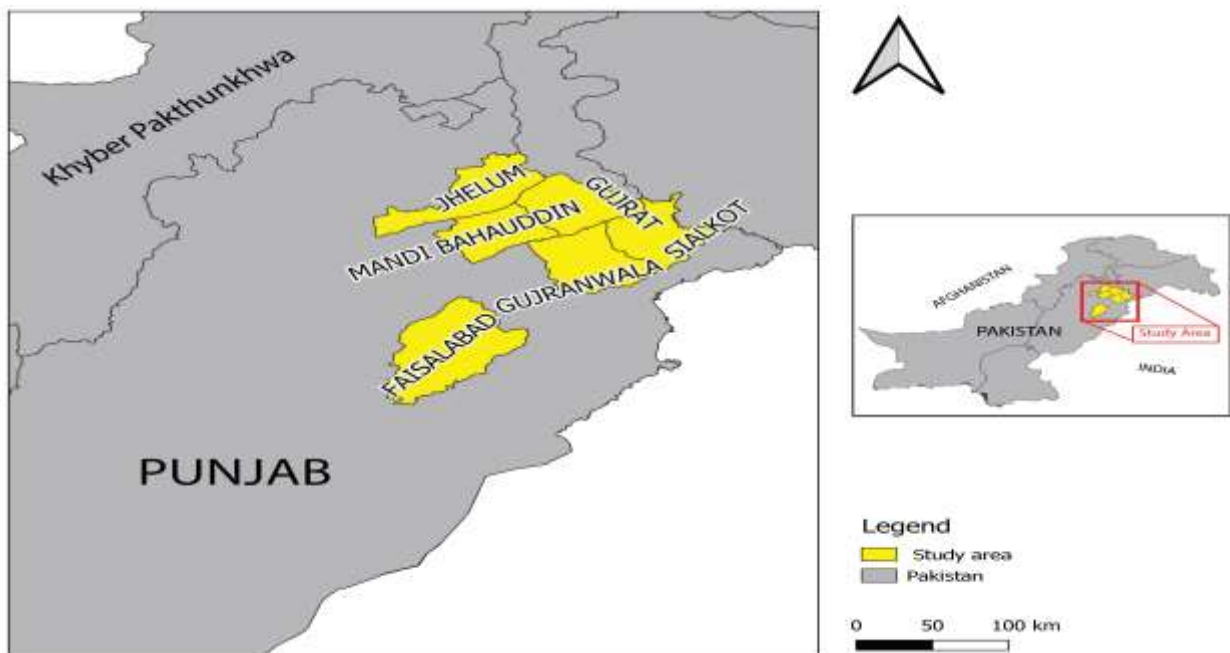 Khyber Pakthunkhwa
JHELUM
GUJRAT
MANDI BAHAUDDIN
SIALKOT
GUJRANWALA
FAISALABAD
PUNJAB
AFGHANISTAN
PAKISTAN
Study Area
INDIA
Legend
Study area
Pakistan
0 50 100 km